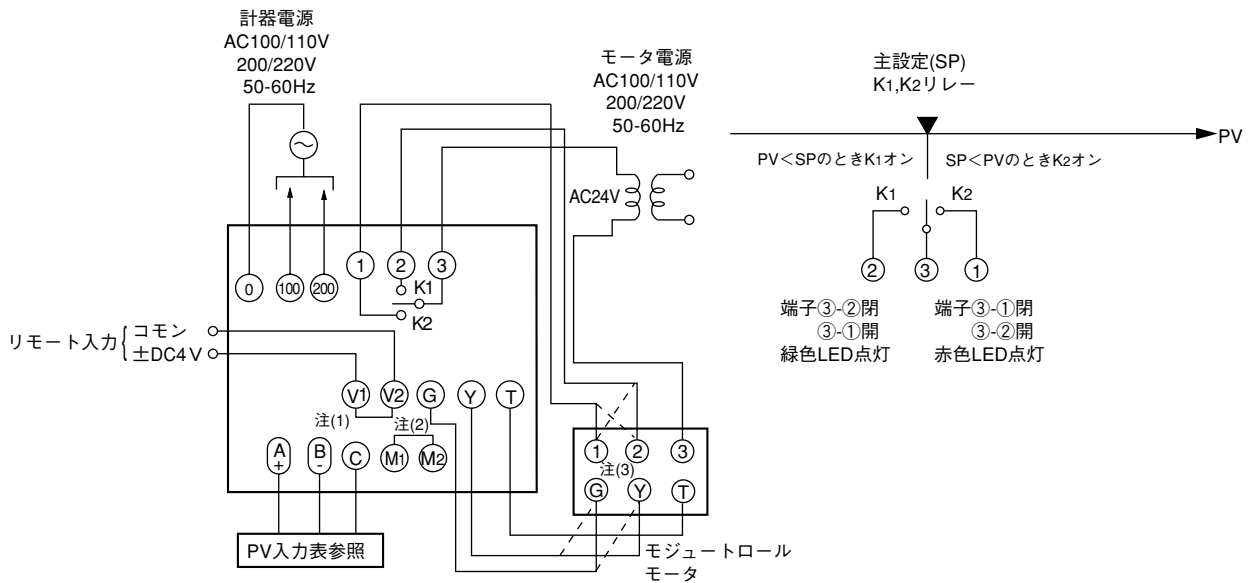 計器電源
AC100/110V
200/220V
50-60Hz
モータ電源
AC100/110V
200/220V
50-60Hz
AC24V
主設定(SP)
K1,K2リレー
PV
PV＜SPのときK1オン
SP＜PVのときK2オン
K1
K2
② ③ ①
端子③-②閉
③-①開
緑色LED点灯
端子③-①閉
③-②開
赤色LED点灯
0 100 200
1 2 3
K1
K2
リモート入力
コモン
±DC4V
V1 V2 G Y T
注(1)
注(2)
A + B - C M1 M2
PV入力表参照
1 2 3
注(3)
G Y T
モジュートロール
モータ